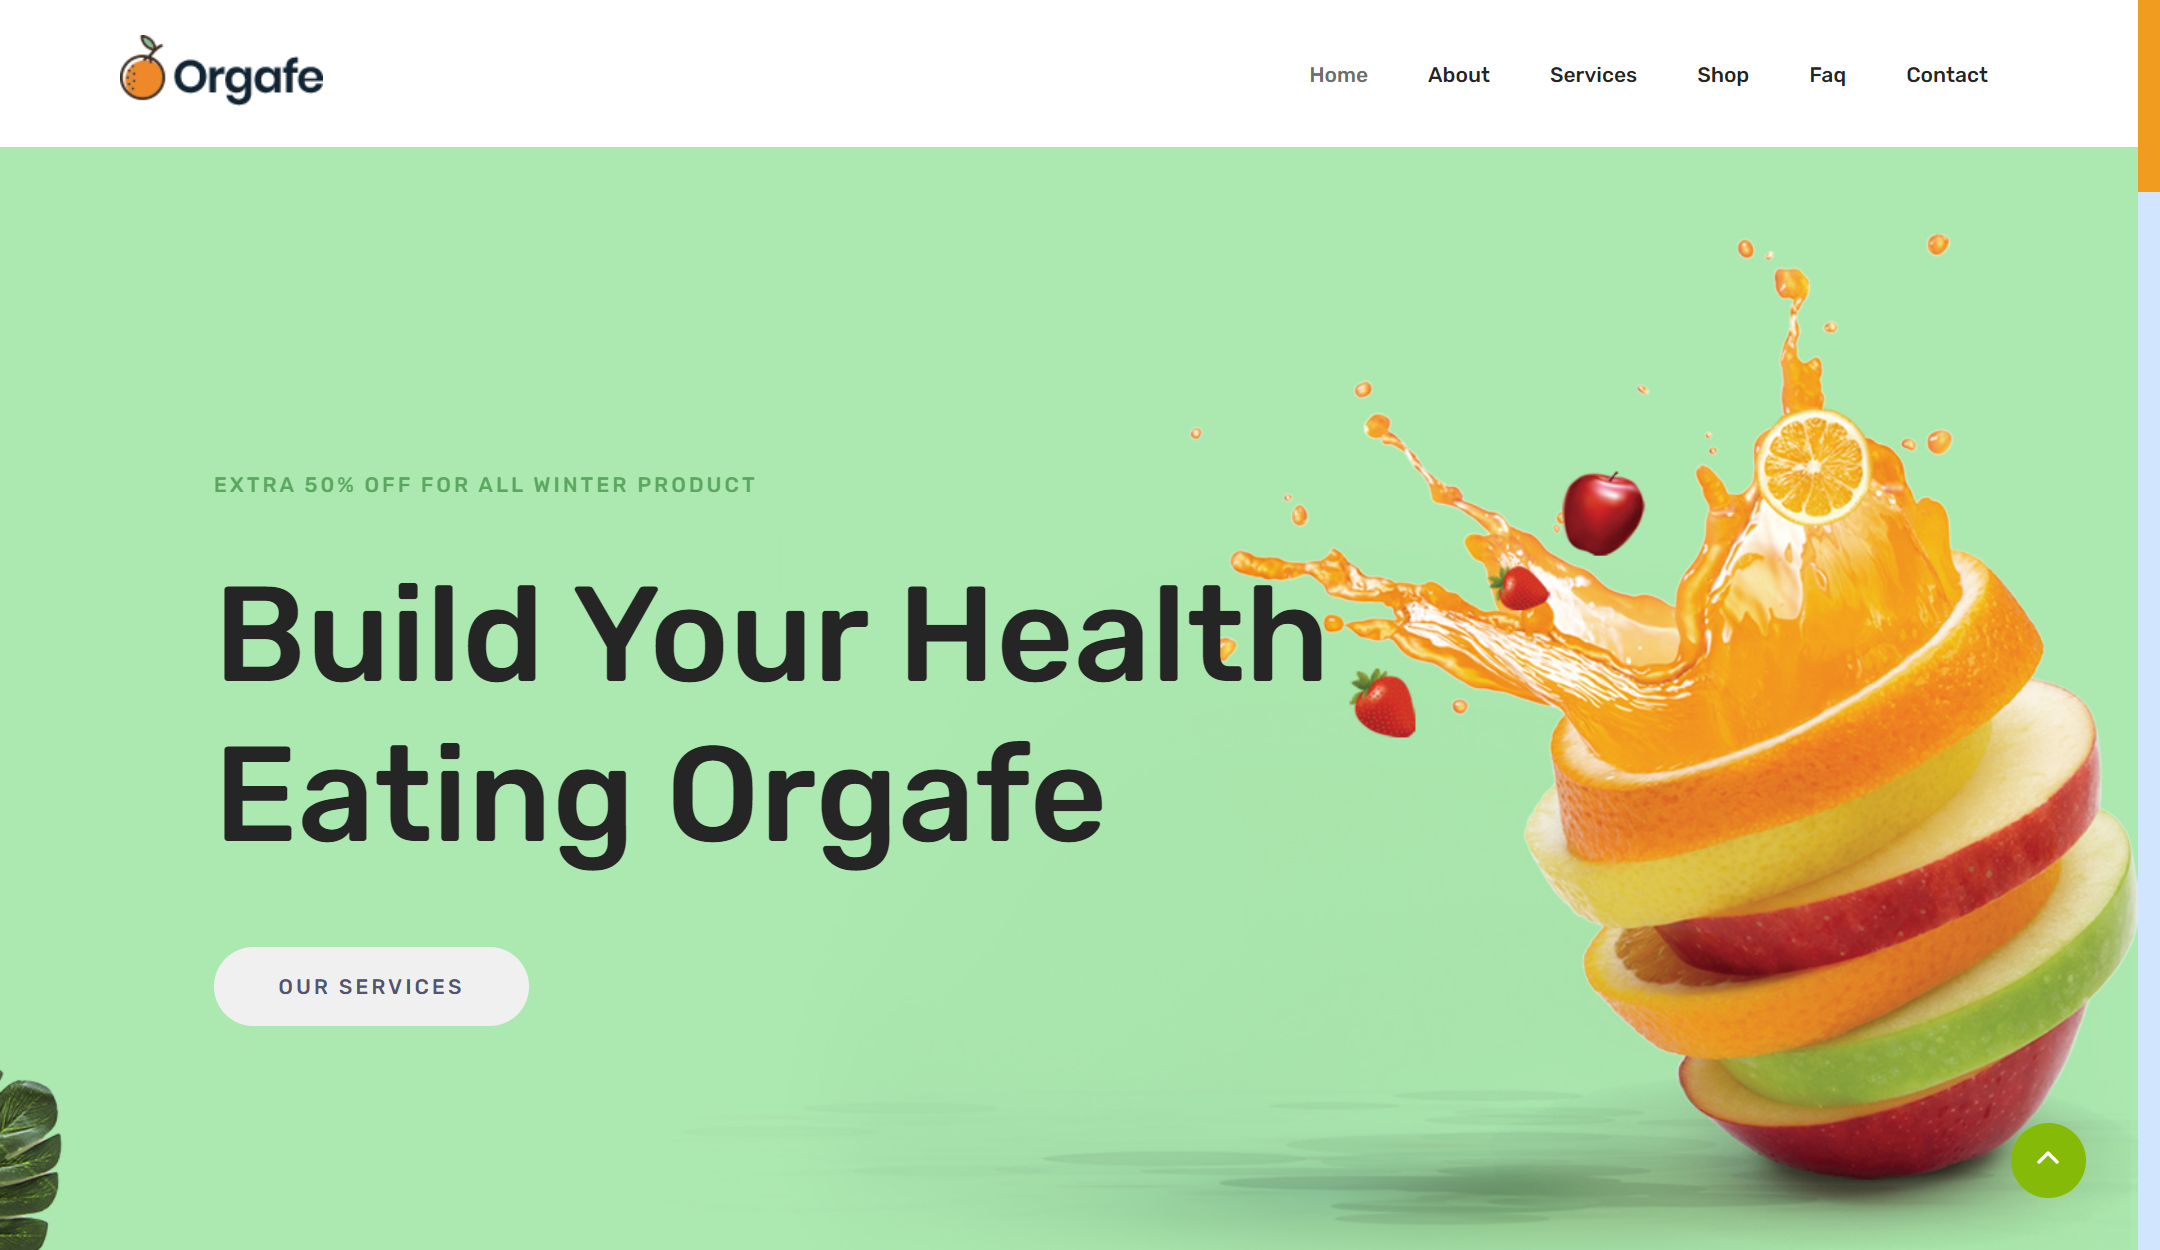 Orgafe
Home About Services Shop Faq Contact
EXTRA 50% OFF FOR ALL WINTER PRODUCT
Build Your Health
Eating Orgafe
OUR SERVICES